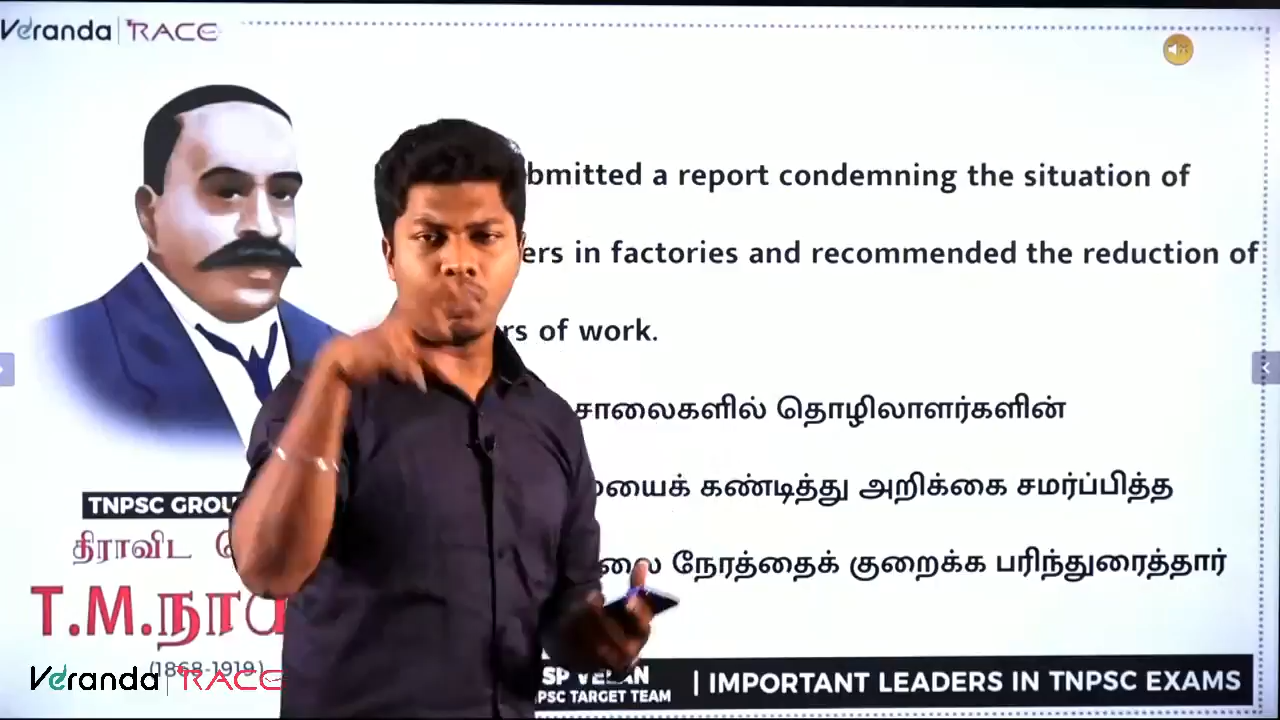 Veranda RACE
bmitted a report condemning the situation of
ers in factories and recommended the reduction of
rs of work.
சாலைகளில் தொழிலாளர்களின்
யைக் கண்டித்து அறிக்கை சமர்ப்பித்த
லை நேரத்தைக் குறைக்க பரிந்துரைத்தார்
TNPSC GROU
திராவிட
T.M.நா
(1868-1919)
Veranda RACE
SP VELAN
PSC TARGET TEAM
| IMPORTANT LEADERS IN TNPSC EXAMS